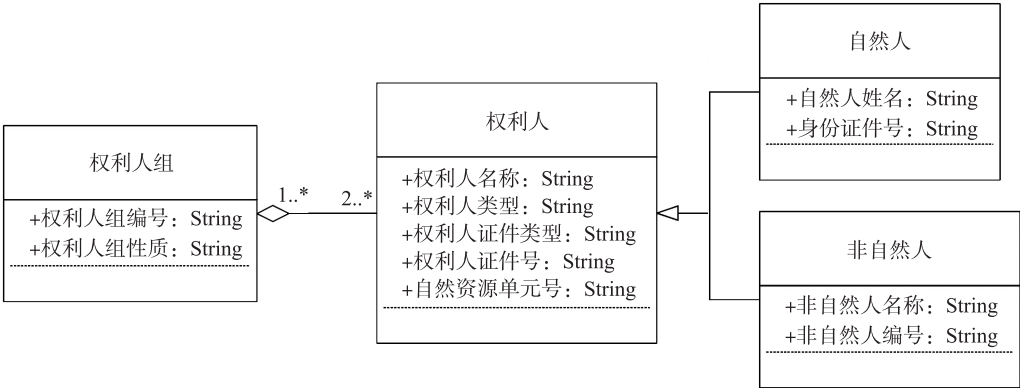 权利人组
+权利人组编号：String
+权利人组性质：String
1..*
2..*
权利人
+权利人名称：String
+权利人类型：String
+权利人证件类型：String
+权利人证件号：String
+自然资源单元号：String
自然人
+自然人姓名：String
+身份证件号：String
非自然人
+非自然人名称：String
+非自然人编号：String